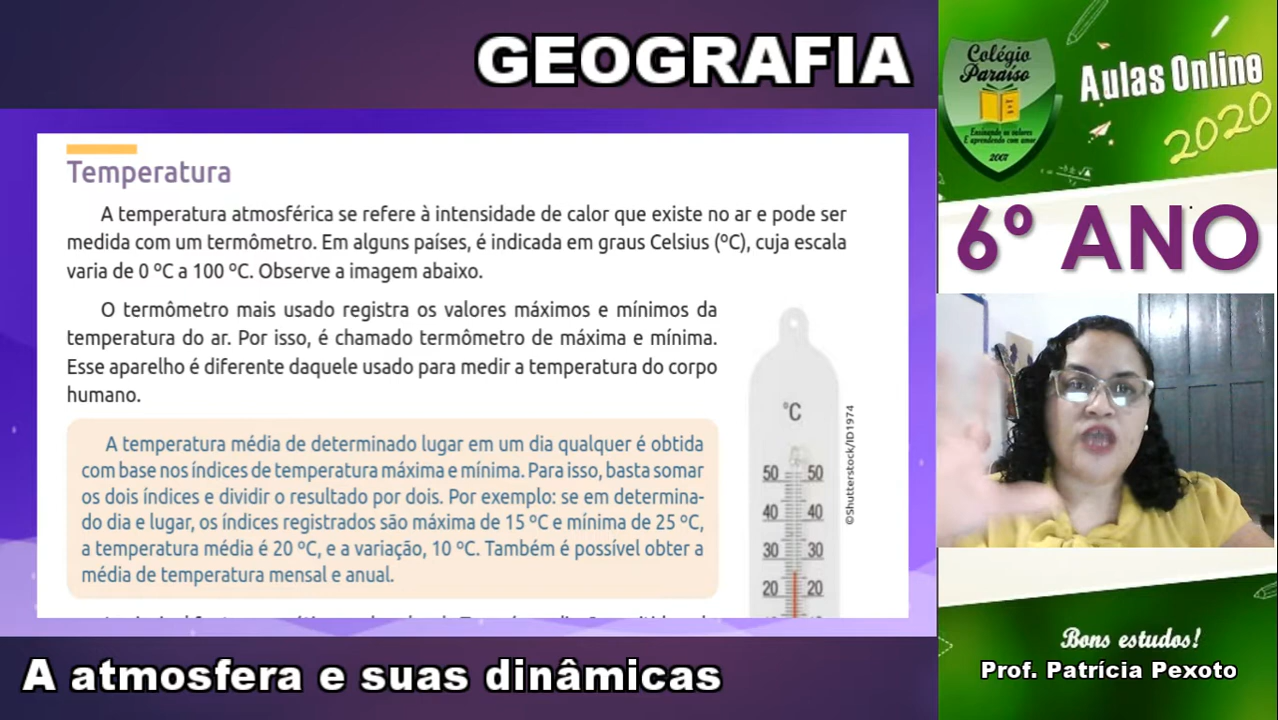 GEOGRAFIA
Temperatura
A temperatura atmosférica se refere à intensidade de calor que existe no ar e pode ser
medida com um termômetro. Em alguns países, é indicada em graus Celsius (ºC), cuja escala
varia de 0 ºC a 100 ºC. Observe a imagem abaixo.
O termômetro mais usado registra os valores máximos e mínimos da
temperatura do ar. Por isso, é chamado termômetro de máxima e mínima.
Esse aparelho é diferente daquele usado para medir a temperatura do corpo
humano.
A temperatura média de determinado lugar em um dia qualquer é obtida
com base nos índices de temperatura máxima e mínima. Para isso, basta somar
os dois índices e dividir o resultado por dois. Por exemplo: se em determina-
do dia e lugar, os índices registrados são máxima de 15 ºC e mínima de 25 ºC,
a temperatura média é 20 ºC, e a variação, 10 ºC. Também é possível obter a
média de temperatura mensal e anual.
°C
50 50
40 40
30 30
20 20
©Shutterstock/ID1974
A atmosfera e suas dinâmicas
Colégio
Paraíso
Ensinando os valores
E aprendendo com amor
2007
Aulas Online
2020
6º ANO
Bons estudos!
Prof. Patrícia Pexoto